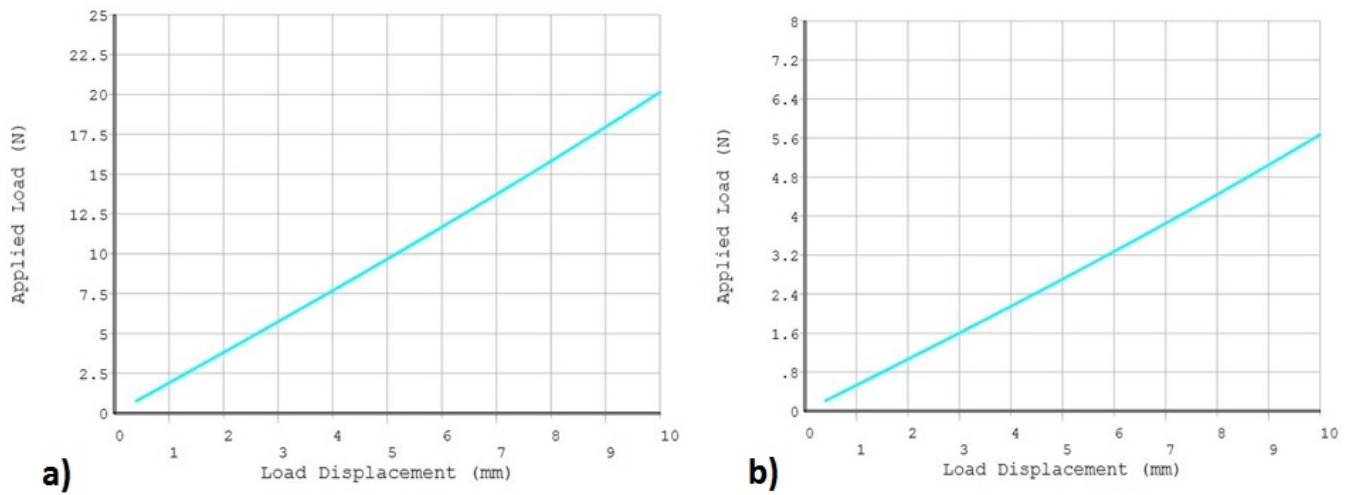 25
22.5
20
17.5
15
12.5
10
7.5
5
2.5
0
Applied Load (N)
0 2 4 6 8 10
1 3 5 7 9
Load Displacement (mm)
a)
8
7.2
6.4
5.6
4.8
4
3.2
2.4
1.6
.8
0
Applied Load (N)
0 2 4 6 8 10
1 3 5 7 9
Load Displacement (mm)
b)